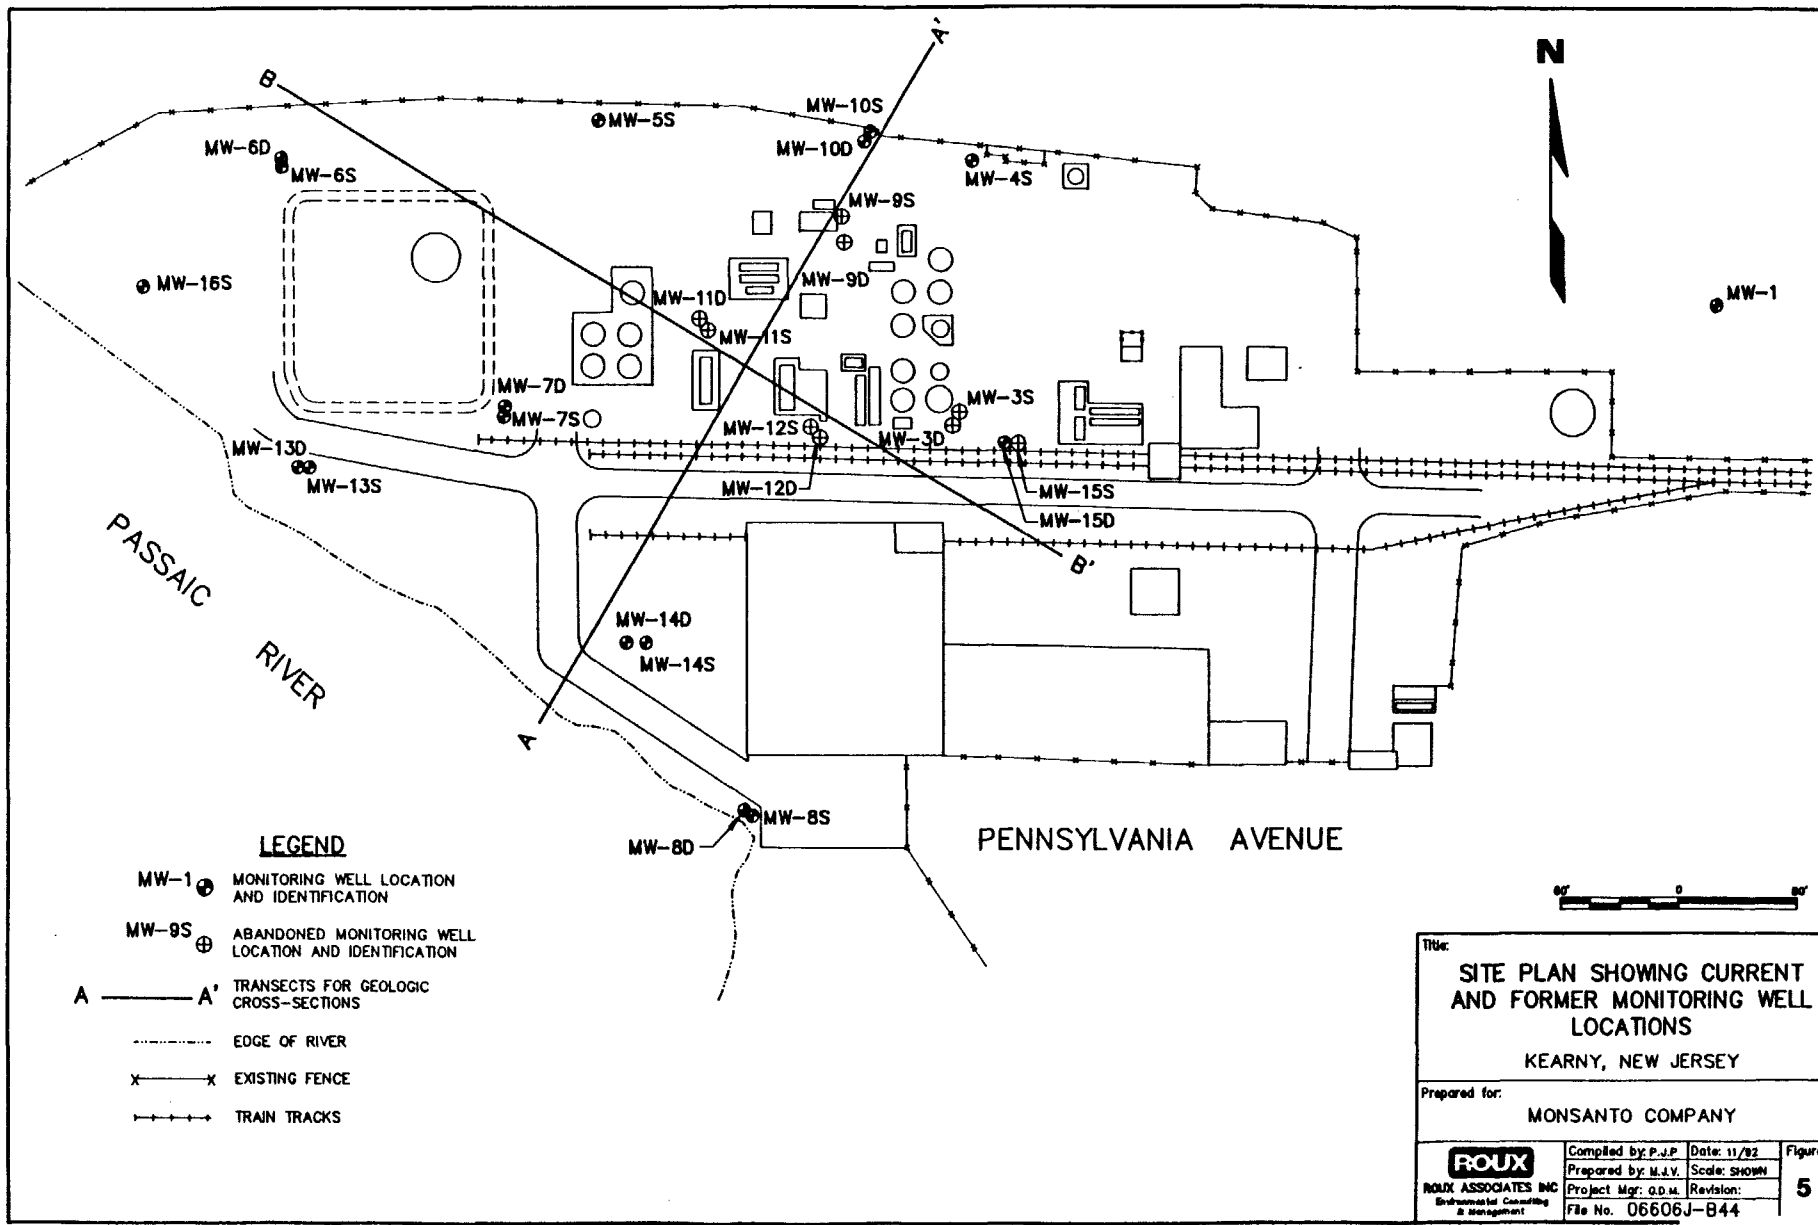 A'
N
B
MW-10S
MW-5S
MW-6D
MW-10D
MW-6S
MW-4S
MW-9S
MW-16S
MW-9D
MW-11D
MW-1
MW-11S
MW-7D
MW-3S
MW-7S
MW-12S
MW-3D
MW-13D
MW-13S
MW-12D
MW-15S
MW-15D
B'
PASSAIC
RIVER
MW-14D
MW-14S
A
MW-8S
MW-8D
PENNSYLVANIA AVENUE
LEGEND
MW-1 MONITORING WELL LOCATION
AND IDENTIFICATION
MW-9S ABANDONED MONITORING WELL
LOCATION AND IDENTIFICATION
A A' TRANSECTS FOR GEOLOGIC
CROSS-SECTIONS
EDGE OF RIVER
EXISTING FENCE
TRAIN TRACKS
0
Title:
SITE PLAN SHOWING CURRENT
AND FORMER MONITORING WELL
LOCATIONS
KEARNY, NEW JERSEY
Prepared for:
MONSANTO COMPANY
ROUX
ROUX ASSOCIATES INC
Environmental Consulting
& Management
Compiled by: P.J.P Date: 11/92
Prepared by: M.J.V. Scale: SHOWN
Project Mgr: Revision:
File No. 06606J-B44
Figure
5